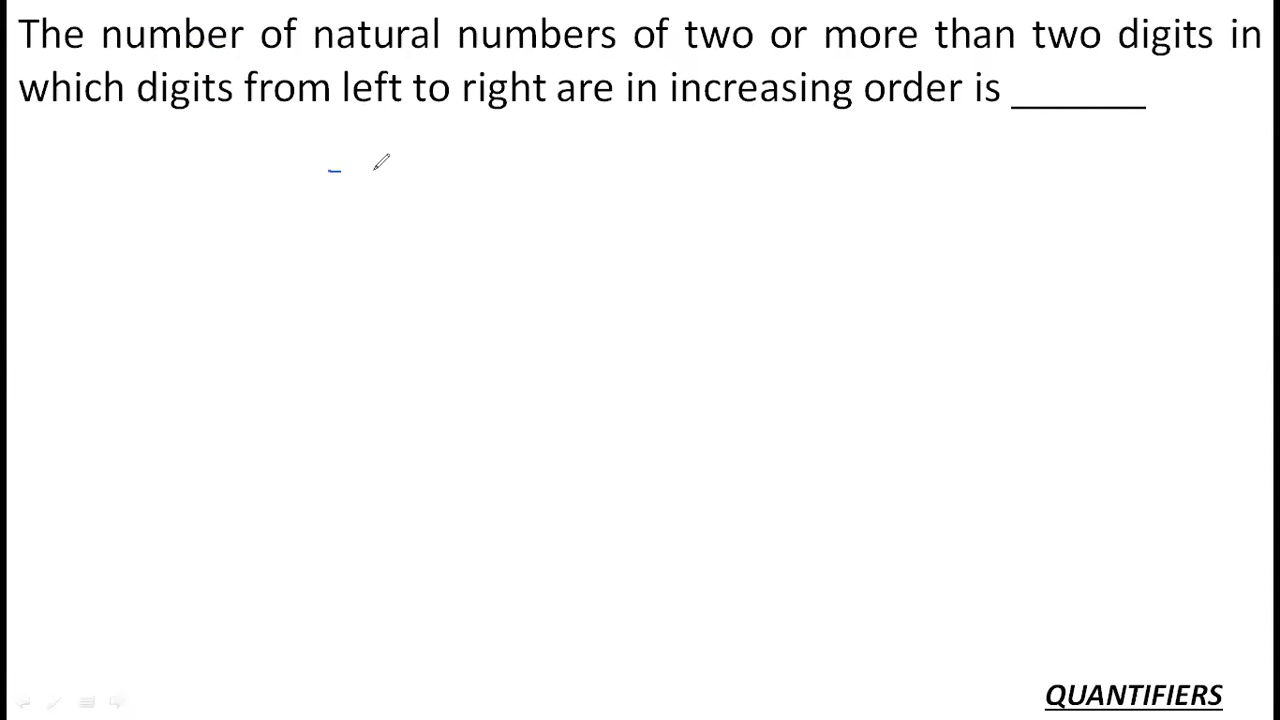 The number of natural numbers of two or more than two digits in
which digits from left to right are in increasing order is ______
QUANTIFIERS